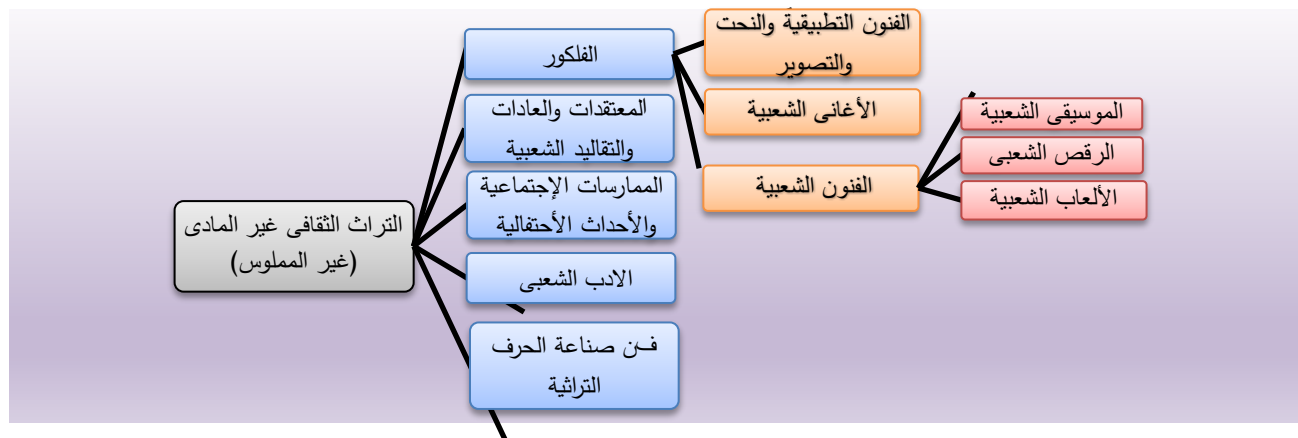 التراث الثقافى غير المادى
(غير المملوس)
الفلكور
المعتقدات والعادات
والتقاليد الشعبية
الممارسات الإجتماعية
والأحداث الأحتفالية
الادب الشعبى
فـن صناعة الحرف
التراثية
الفنون التطبيقية والنحت
والتصوير
الأغانى الشعبية
الفنون الشعبية
الموسيقى الشعبية
الرقص الشعبى
الألعاب الشعبية